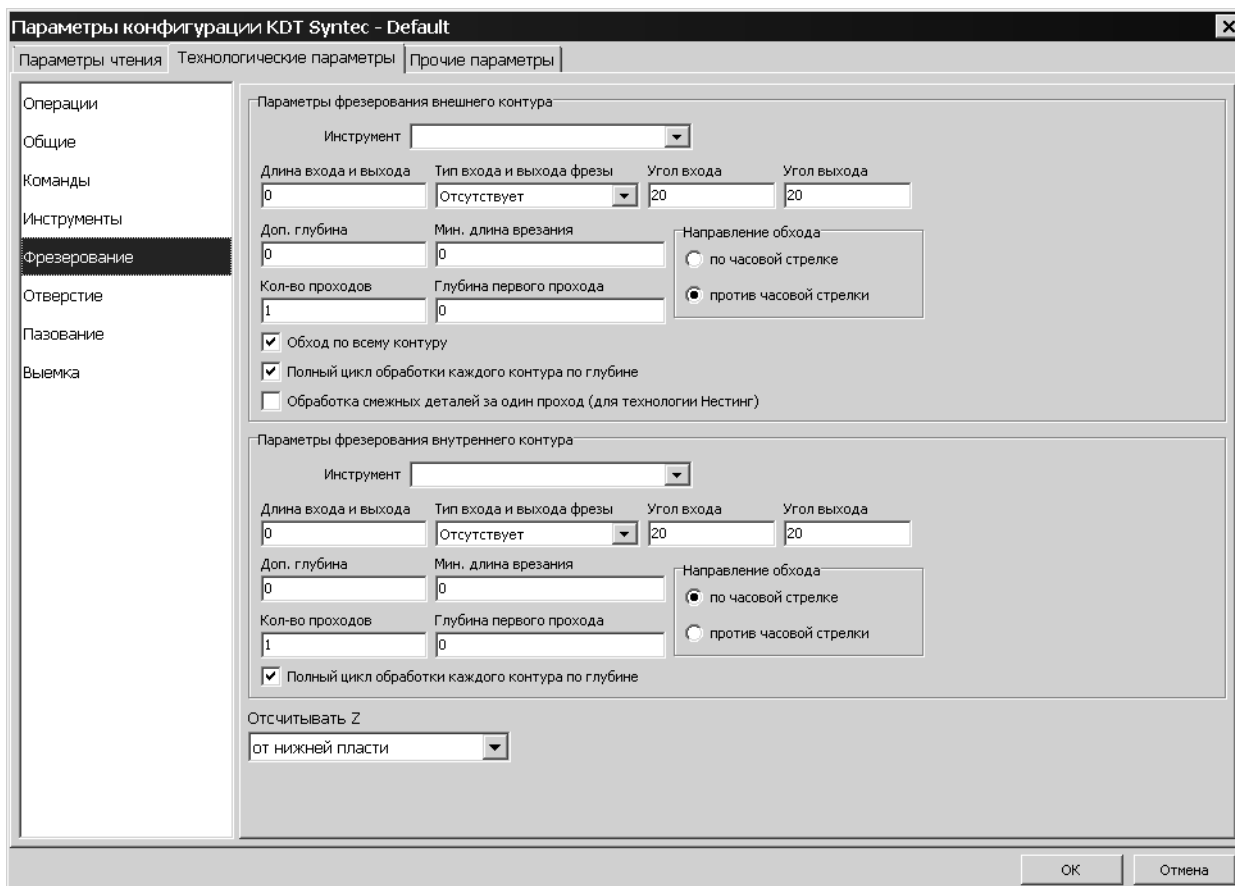 Параметры конфигурации KDT Syntec - Default
Параметры чтения Технологические параметры Прочие параметры
Операции
Общие
Команды
Инструменты
Фрезерование
Отверстие
Пазование
Выемка
Параметры фрезерования внешнего контура
Инструмент
Длина входа и выхода Тип входа и выхода фрезы Угол входа Угол выхода
0 Отсутствует 20 20
Доп. глубина Мин. длина врезания Направление обхода
0 0 по часовой стрелке
Кол-во проходов Глубина первого прохода против часовой стрелки
1 0
Обход по всему контуру
Полный цикл обработки каждого контура по глубине
Обработка смежных деталей за один проход (для технологии Нестинг)
Параметры фрезерования внутреннего контура
Инструмент
Длина входа и выхода Тип входа и выхода фрезы Угол входа Угол выхода
0 Отсутствует 20 20
Доп. глубина Мин. длина врезания Направление обхода
0 0 по часовой стрелке
Кол-во проходов Глубина первого прохода против часовой стрелки
1 0
Полный цикл обработки каждого контура по глубине
Отсчитывать Z
от нижней пласти
ОК Отмена